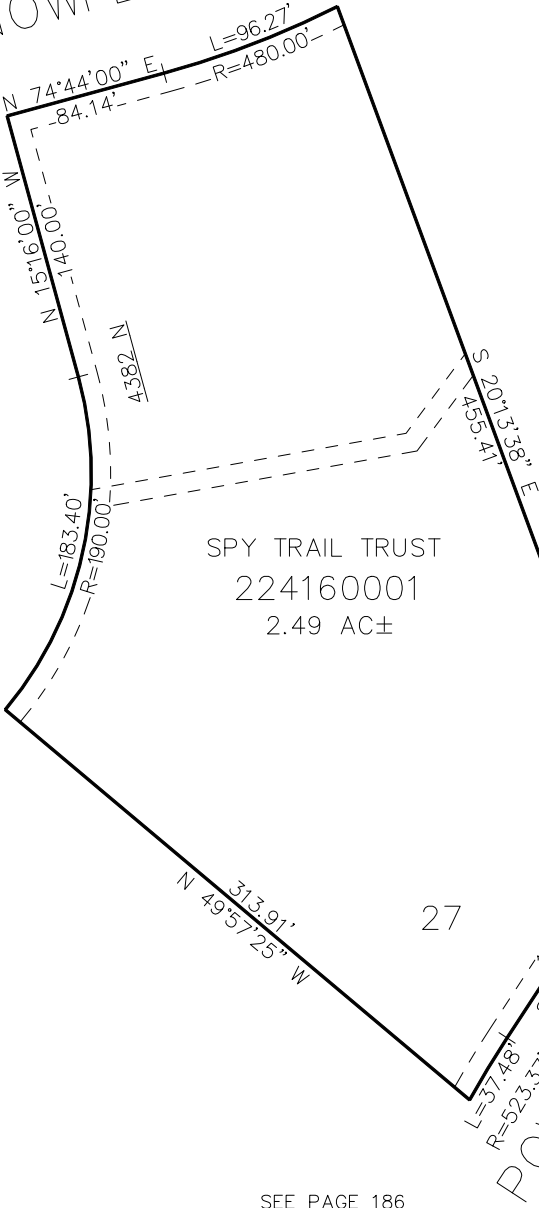 L=96.27'
R=480.00'
N 74°44'00" E
84.14'
N 15°16'00" W
140.00'
4382 N
S 20°13'38" E
455.41'
L=183.40'
R=190.00'
SPY TRAIL TRUST
224160001
2.49 AC±
27
313.91'
N 49°57'25" W
L=37.48'
SEE PAGE 186